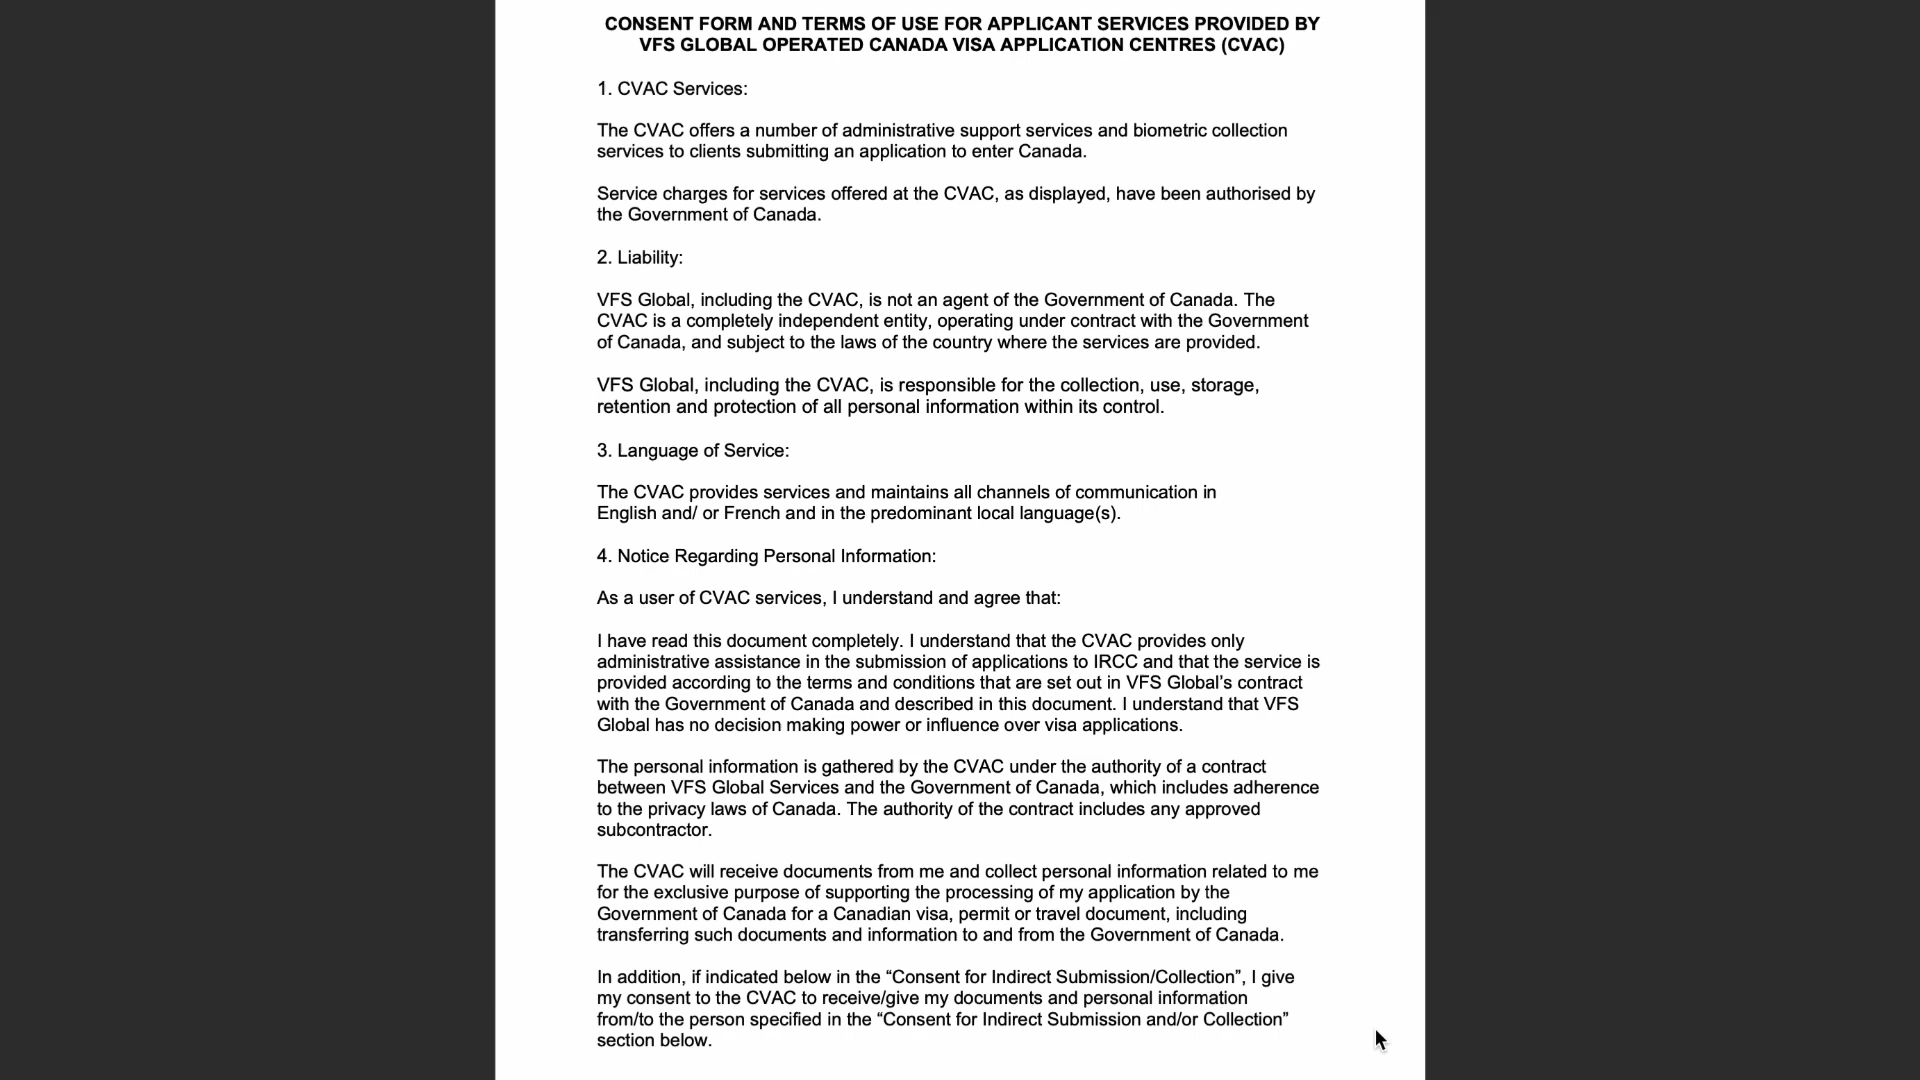 CONSENT FORM AND TERMS OF USE FOR APPLICANT SERVICES PROVIDED BY
VFS GLOBAL OPERATED CANADA VISA APPLICATION CENTRES (CVAC)
1. CVAC Services:
The CVAC offers a number of administrative support services and biometric collection
services to clients submitting an application to enter Canada.
Service charges for services offered at the CVAC, as displayed, have been authorised by
the Government of Canada.
2. Liability:
VFS Global, including the CVAC, is not an agent of the Government of Canada. The
CVAC is a completely independent entity, operating under contract with the Government
of Canada, and subject to the laws of the country where the services are provided.
VFS Global, including the CVAC, is responsible for the collection, use, storage,
retention and protection of all personal information within its control.
3. Language of Service:
The CVAC provides services and maintains all channels of communication in
English and/ or French and in the predominant local language(s).
4. Notice Regarding Personal Information:
As a user of CVAC services, I understand and agree that:
I have read this document completely. I understand that the CVAC provides only
administrative assistance in the submission of applications to IRCC and that the service is
provided according to the terms and conditions that are set out in VFS Global’s contract
with the Government of Canada and described in this document. I understand that VFS
Global has no decision making power or influence over visa applications.
The personal information is gathered by the CVAC under the authority of a contract
between VFS Global Services and the Government of Canada, which includes adherence
to the privacy laws of Canada. The authority of the contract includes any approved
subcontractor.
The CVAC will receive documents from me and collect personal information related to me
for the exclusive purpose of supporting the processing of my application by the
Government of Canada for a Canadian visa, permit or travel document, including
transferring such documents and information to and from the Government of Canada.
In addition, if indicated below in the “Consent for Indirect Submission/Collection”, I give
my consent to the CVAC to receive/give my documents and personal information
from/to the person specified in the “Consent for Indirect Submission and/or Collection”
section below.